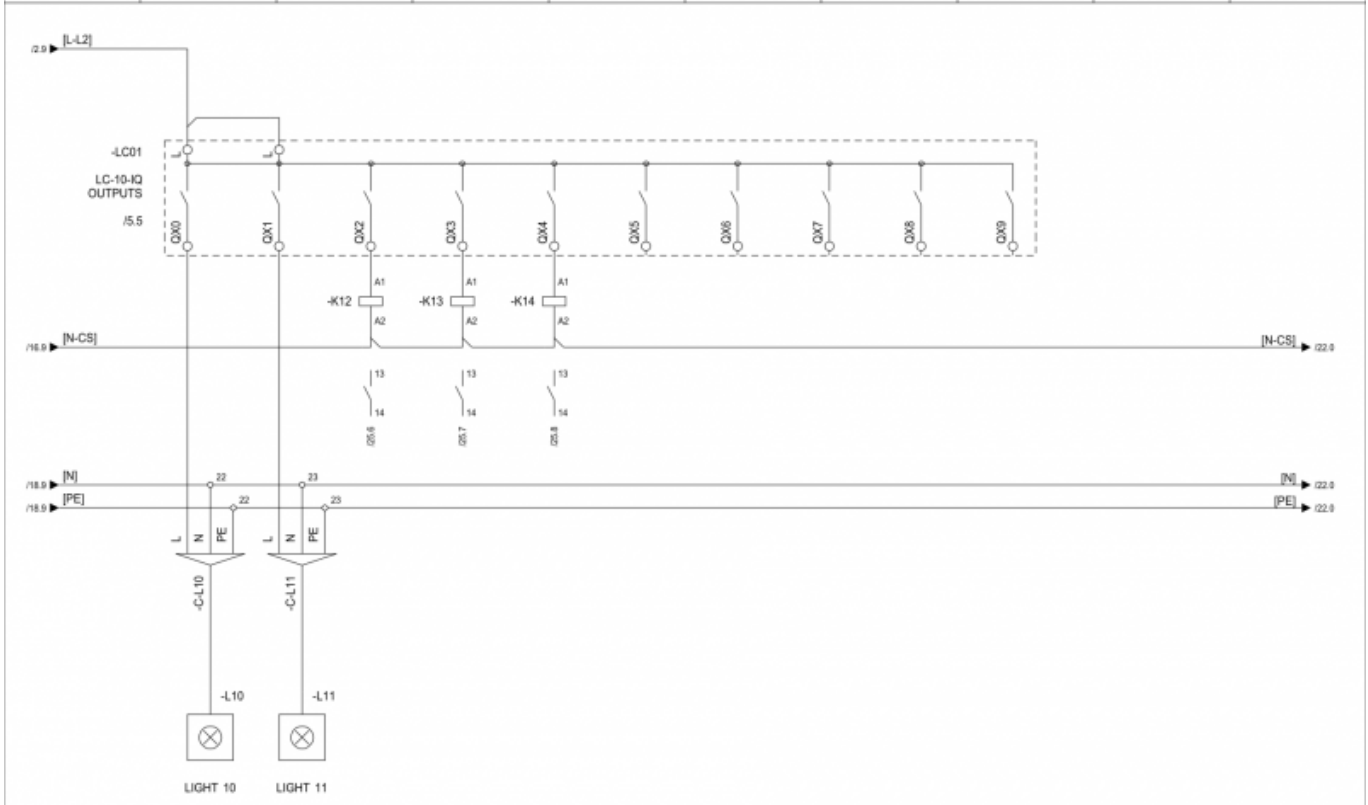 [L-L2]
/2.9
-LC01
L
L
LC-10-IQ
OUTPUTS
/5.5
QX0
QX1
QX2
QX3
QX4
QX5
QX6
QX7
QX8
QX9
A1
A1
A1
-K12
-K13
-K14
A2
A2
A2
[N-CS]
/16.9
[N-CS]
/22.0
13
13
13
14
14
14
/25.6
/25.7
/25.8
[N]
/18.9
22
23
[N]
/22.0
[PE]
/18.9
22
23
[PE]
/22.0
L
N
PE
L
N
PE
-C-L10
-C-L11
-L10
-L11
LIGHT 10
LIGHT 11